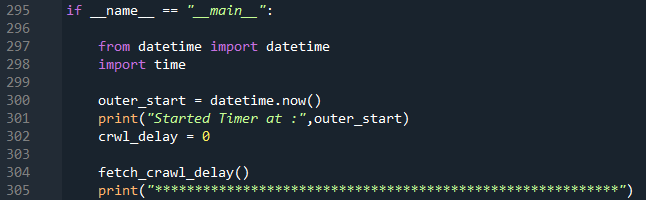 295 if __name__ == "__main__":
296
297 from datetime import datetime
298 import time
299
300 outer_start = datetime.now()
301 print("Started Timer at :",outer_start)
302 crwl_delay = 0
303
304 fetch_crawl_delay()
305 print("**********************************************************")